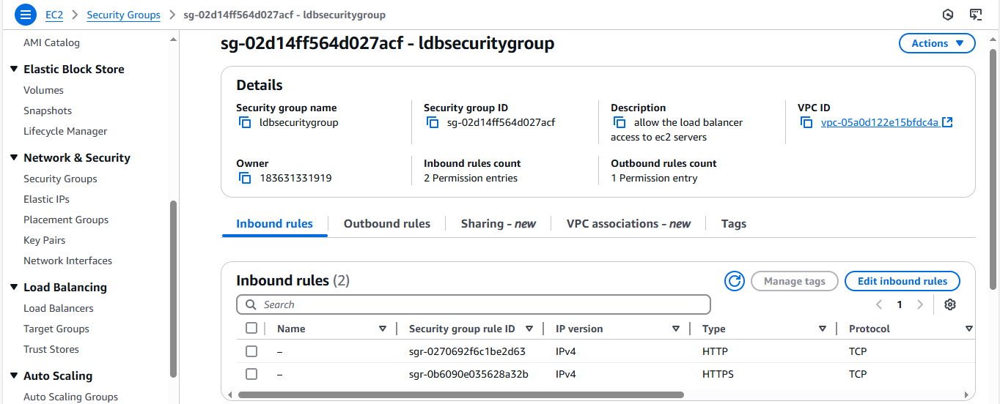 EC2 > Security Groups > sg-02d14ff564d027acf - ldbsecuritygroup
AMI Catalog
Elastic Block Store
Volumes
Snapshots
Lifecycle Manager
Network & Security
Security Groups
Elastic IPs
Placement Groups
Key Pairs
Network Interfaces
Load Balancing
Load Balancers
Target Groups
Trust Stores
Auto Scaling
Auto Scaling Groups
sg-02d14ff564d027acf - ldbsecuritygroup
Actions
Details
Security group name
ldbsecuritygroup
Security group ID
sg-02d14ff564d027acf
Description
allow the load balancer
access to ec2 servers
VPC ID
vpc-05a0d122e15bfdc4a
Owner
183631331919
Inbound rules count
2 Permission entries
Outbound rules count
1 Permission entry
Inbound rules Outbound rules Sharing - new VPC associations - new Tags
Inbound rules (2)
Manage tags
Edit inbound rules
Search
1
Name Security group rule ID IP version Type Protocol
– sgr-0270692f6c1be2d63 IPv4 HTTP TCP
– sgr-0b6090e035628a32b IPv4 HTTPS TCP